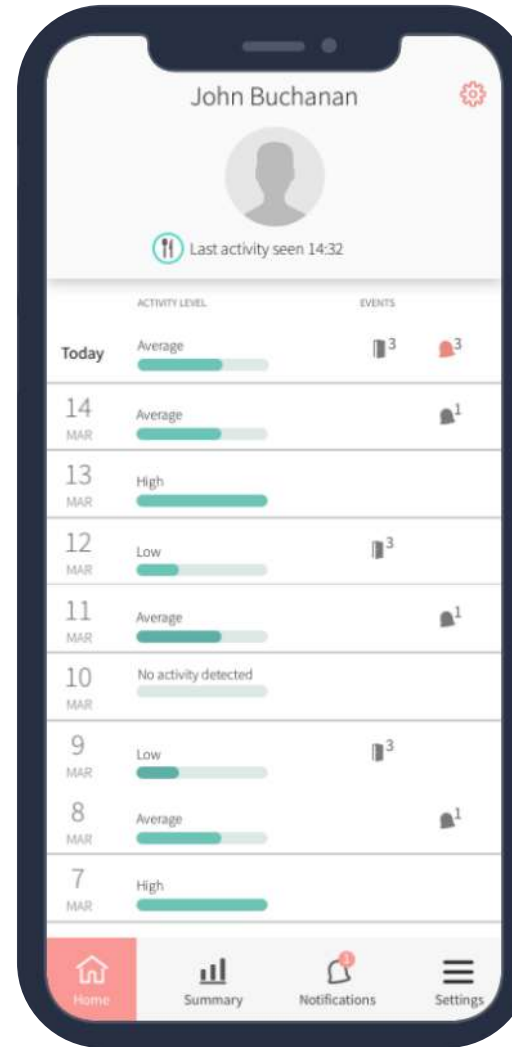 John Buchanan
Last activity seen 14:32
ACTIVITY LEVEL EVENTS
Today Average 3 3
14 MAR Average 1
13 MAR High
12 MAR Low 3
11 MAR Average 1
10 MAR No activity detected
9 MAR Low 3
8 MAR Average 1
7 MAR High
1
Home Summary Notifications Settings